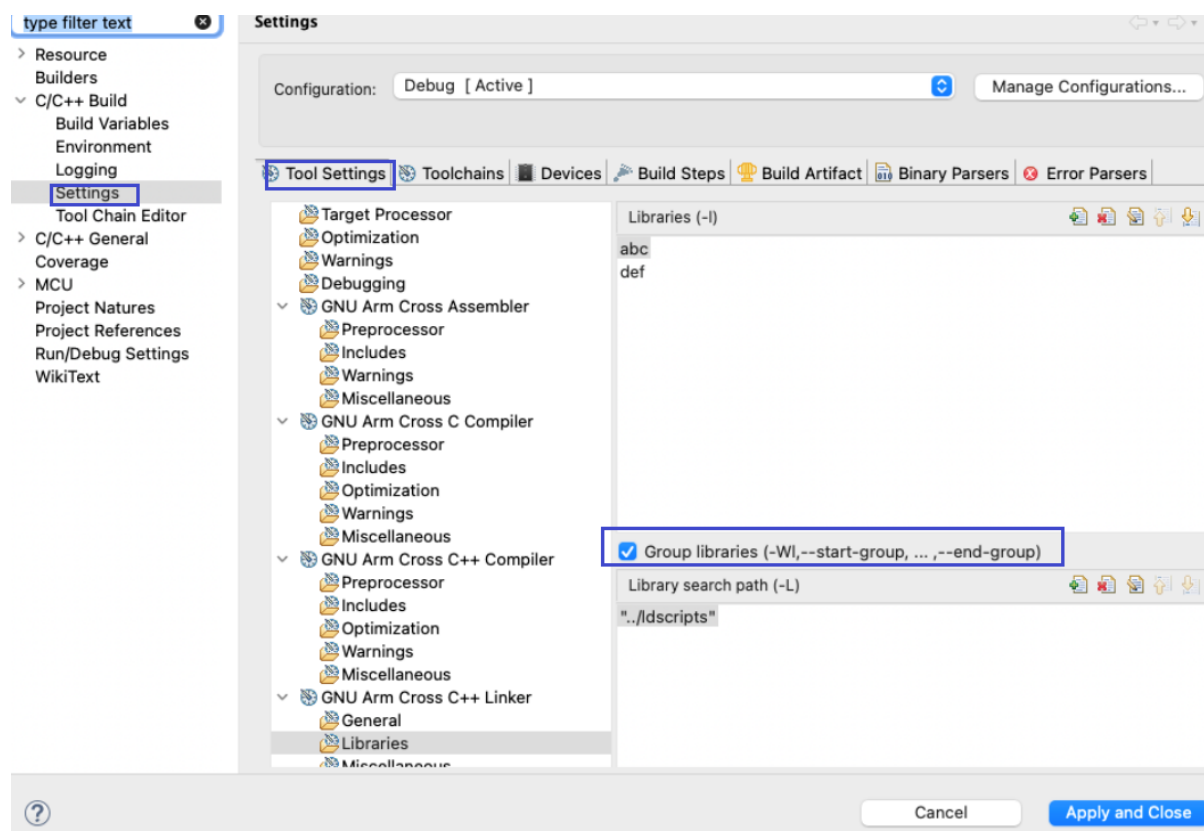 type filter text
Settings
Resource
Builders
C/C++ Build
Build Variables
Environment
Logging
Settings
Tool Chain Editor
C/C++ General
Coverage
MCU
Project Natures
Project References
Run/Debug Settings
WikiText
Configuration: Debug [ Active ] Manage Configurations...
Tool Settings Toolchains Devices Build Steps Build Artifact Binary Parsers Error Parsers
Target Processor
Optimization
Warnings
Debugging
GNU Arm Cross Assembler
Preprocessor
Includes
Warnings
Miscellaneous
GNU Arm Cross C Compiler
Preprocessor
Includes
Optimization
Warnings
Miscellaneous
GNU Arm Cross C++ Compiler
Preprocessor
Includes
Optimization
Warnings
Miscellaneous
GNU Arm Cross C++ Linker
General
Libraries
Miscellaneous
Libraries (-l)
abc
def
Group libraries (-Wl,--start-group, ... ,--end-group)
Library search path (-L)
"../ldscripts"
Cancel Apply and Close